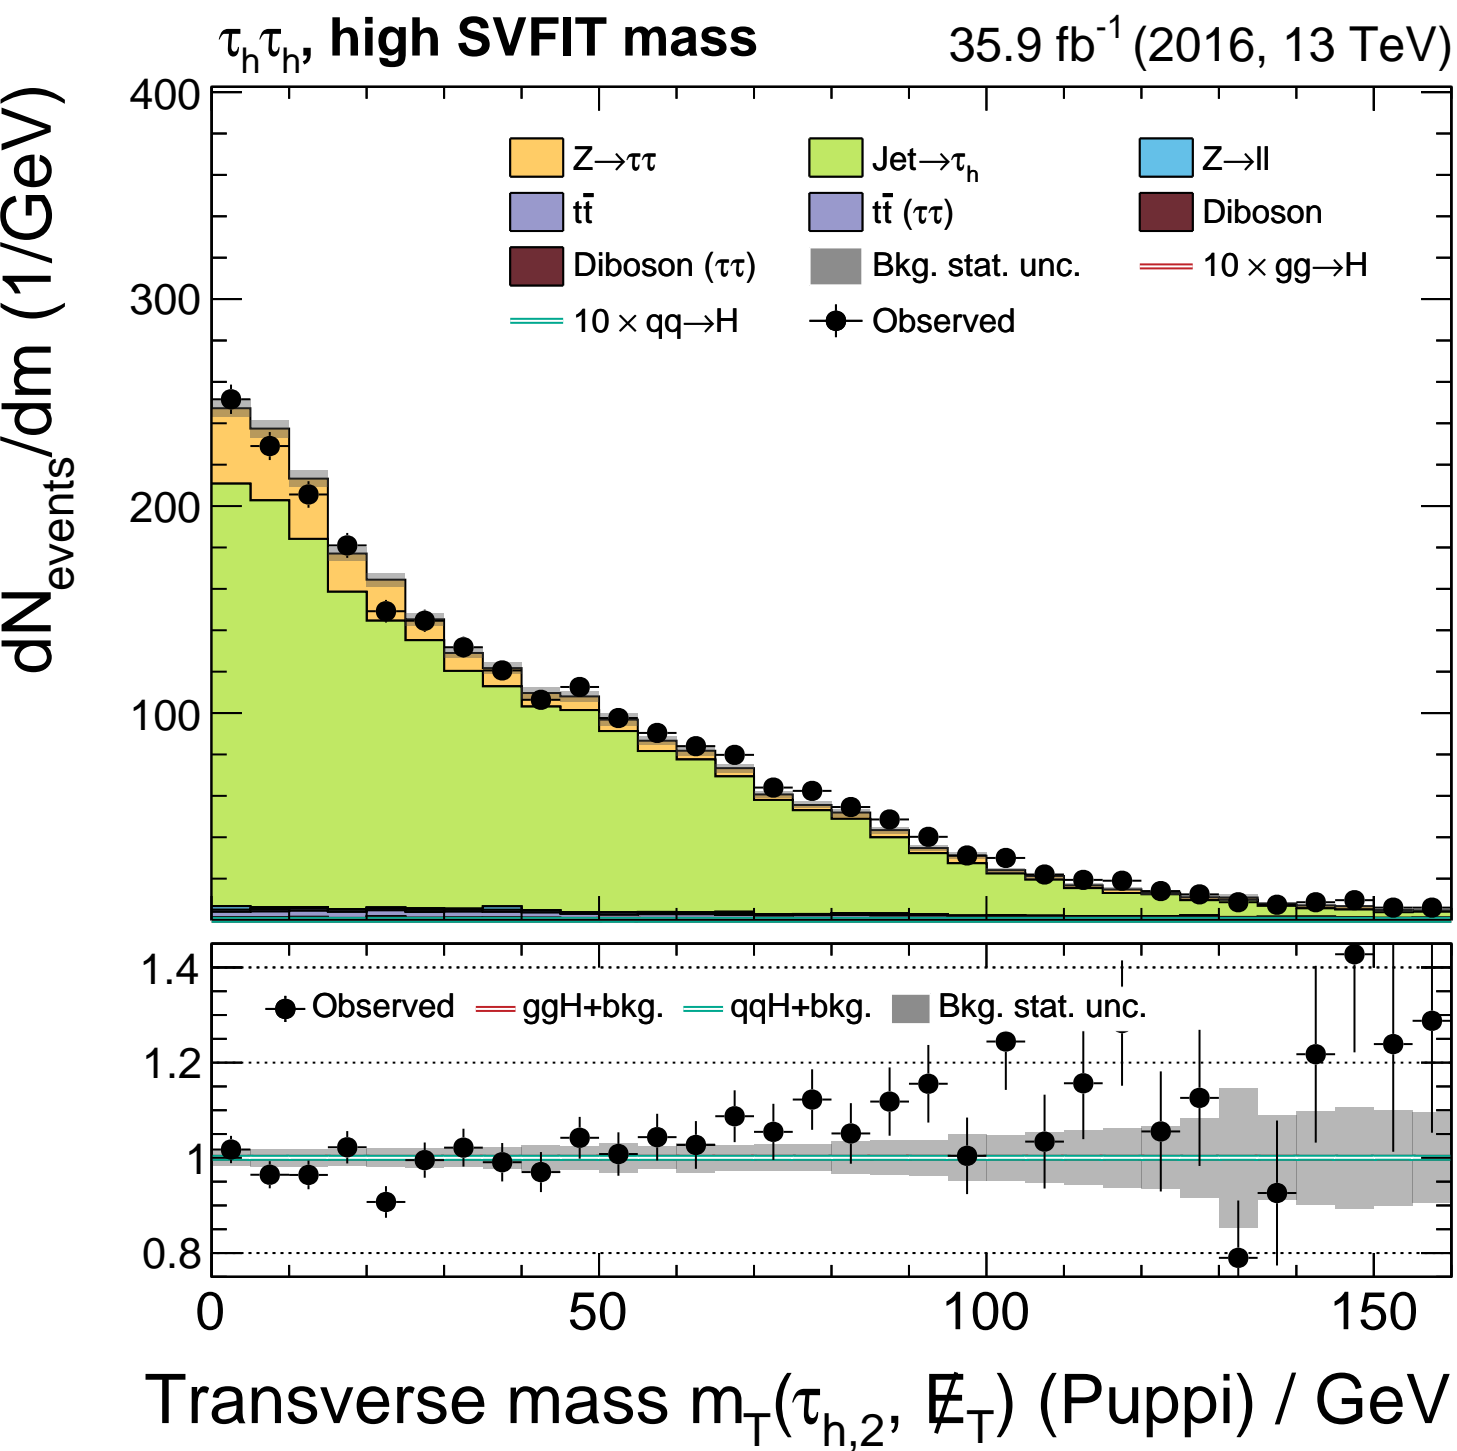 τhτh, high SVFIT mass 35.9 fb-1 (2016, 13 TeV)
dNevents/dm (1/GeV)
400
300
200
100
Z→ττ Jet→τh Z→ll
tt̄ tt̄ (ττ) Diboson
Diboson (ττ) Bkg. stat. unc. 10 × gg→H
10 × qq→H Observed
1.4
1.2
1
0.8
Observed ggH+bkg. qqH+bkg. Bkg. stat. unc.
0 50 100 150
Transverse mass mT(τh,2, E̸T) (Puppi) / GeV